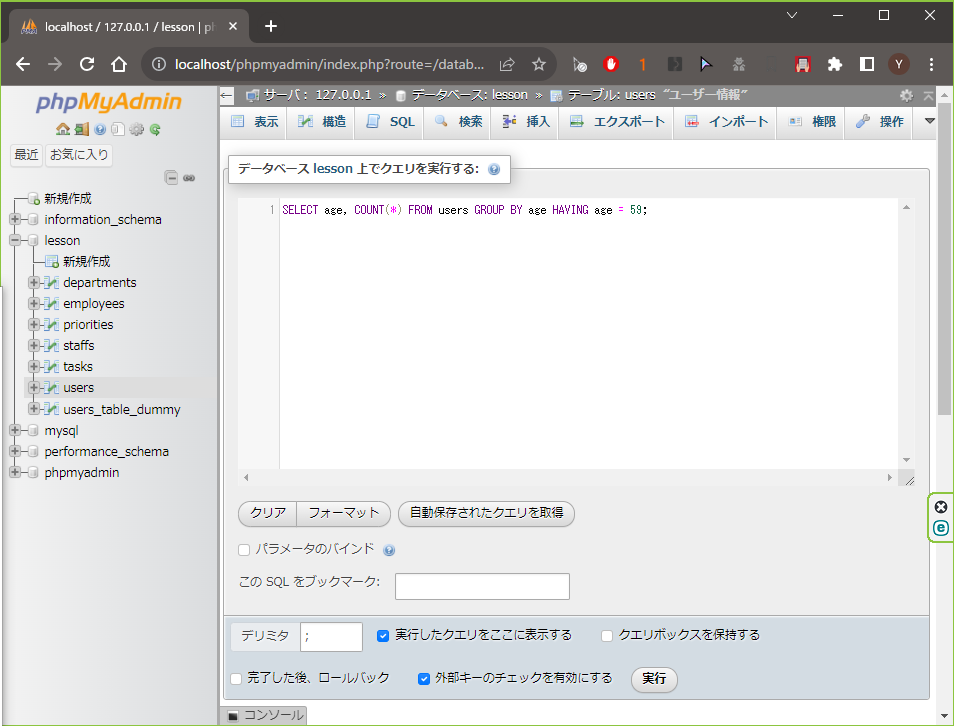 localhost / 127.0.0.1 / lesson | ph
localhost/phpmyadmin/index.php?route=/datab...
1
Y
phpMyAdmin
最近 お気に入り
新規作成
information_schema
lesson
新規作成
departments
employees
priorities
staffs
tasks
users
users_table_dummy
mysql
performance_schema
phpmyadmin
サーバ: 127.0.0.1 » データベース: lesson » テーブル: users "ユーザー情報"
表示 構造 SQL 検索 挿入 エクスポート インポート 権限 操作
データベース lesson 上でクエリを実行する:
1 SELECT age, COUNT(*) FROM users GROUP BY age HAVING age = 59;
クリア フォーマット 自動保存されたクエリを取得
パラメータのバインド
この SQL をブックマーク:
デリミタ ; 実行したクエリをここに表示する クエリボックスを保持する
完了した後、ロールバック 外部キーのチェックを有効にする 実行
コンソール